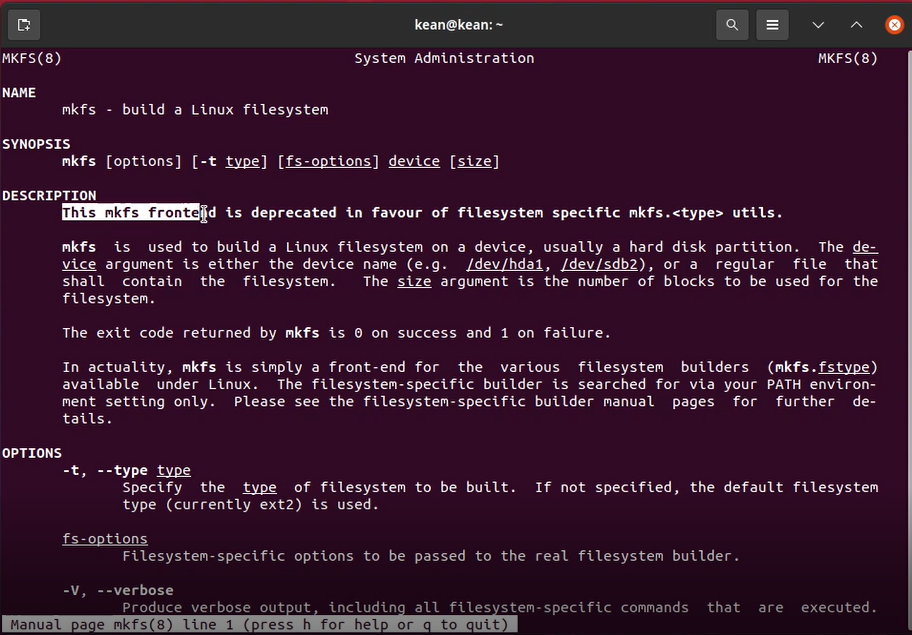 kean@kean: ~
MKFS(8) System Administration MKFS(8)
NAME
mkfs - build a Linux filesystem
SYNOPSIS
mkfs [options] [-t type] [fs-options] device [size]
DESCRIPTION
This mkfs frontend is deprecated in favour of filesystem specific mkfs.<type> utils.
mkfs is used to build a Linux filesystem on a device, usually a hard disk partition. The de-
vice argument is either the device name (e.g. /dev/hda1, /dev/sdb2), or a regular file that
shall contain the filesystem. The size argument is the number of blocks to be used for the
filesystem.
The exit code returned by mkfs is 0 on success and 1 on failure.
In actuality, mkfs is simply a front-end for the various filesystem builders (mkfs.fstype)
available under Linux. The filesystem-specific builder is searched for via your PATH environ-
ment setting only. Please see the filesystem-specific builder manual pages for further de-
tails.
OPTIONS
-t, --type type
Specify the type of filesystem to be built. If not specified, the default filesystem
type (currently ext2) is used.
fs-options
Filesystem-specific options to be passed to the real filesystem builder.
-V, --verbose
Produce verbose output, including all filesystem-specific commands that are executed.
Manual page mkfs(8) line 1 (press h for help or q to quit)